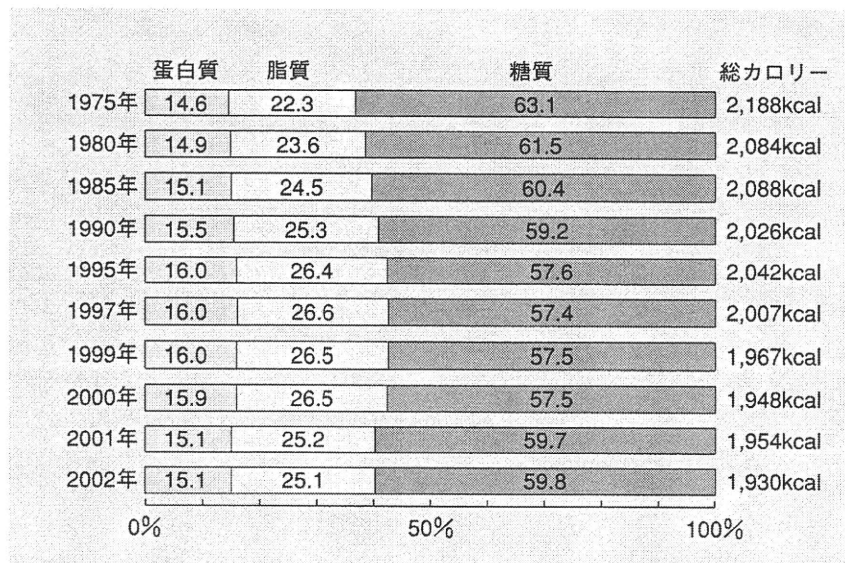 蛋白質 脂質 糖質 総カロリー
1975年 14.6 22.3 63.1 2,188kcal
1980年 14.9 23.6 61.5 2,084kcal
1985年 15.1 24.5 60.4 2,088kcal
1990年 15.5 25.3 59.2 2,026kcal
1995年 16.0 26.4 57.6 2,042kcal
1997年 16.0 26.6 57.4 2,007kcal
1999年 16.0 26.5 57.5 1,967kcal
2000年 15.9 26.5 57.5 1,948kcal
2001年 15.1 25.2 59.7 1,954kcal
2002年 15.1 25.1 59.8 1,930kcal
0% 50% 100%